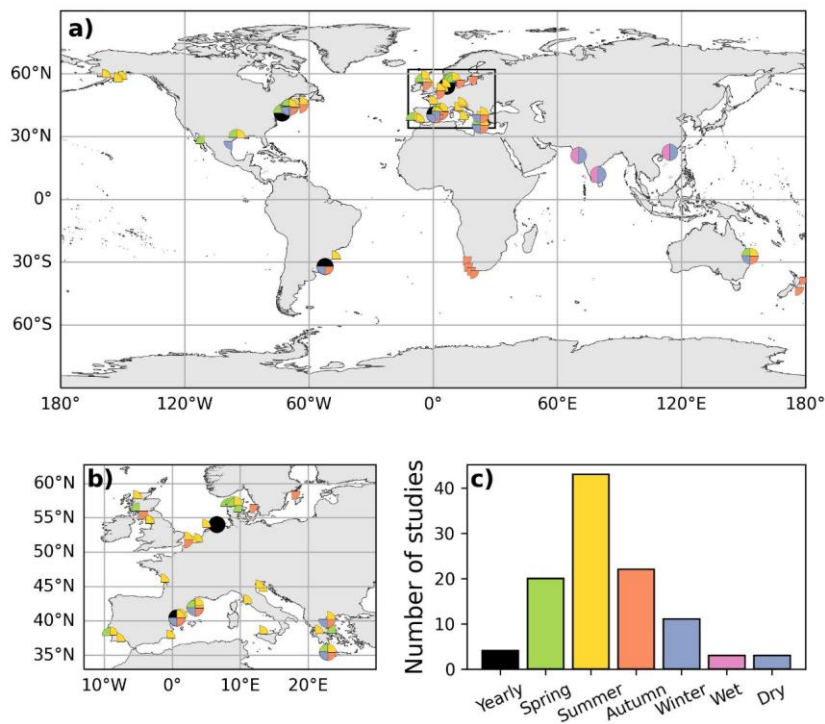 a)
60°N
30°N
0°
30°S
60°S
180° 120°W 60°W 0° 60°E 120°E 180°
b)
60°N
55°N
50°N
45°N
40°N
35°N
10°W 0° 10°E 20°E
c)
Number of studies
40
30
20
10
0
Yearly Spring Summer Autumn Winter Wet Dry